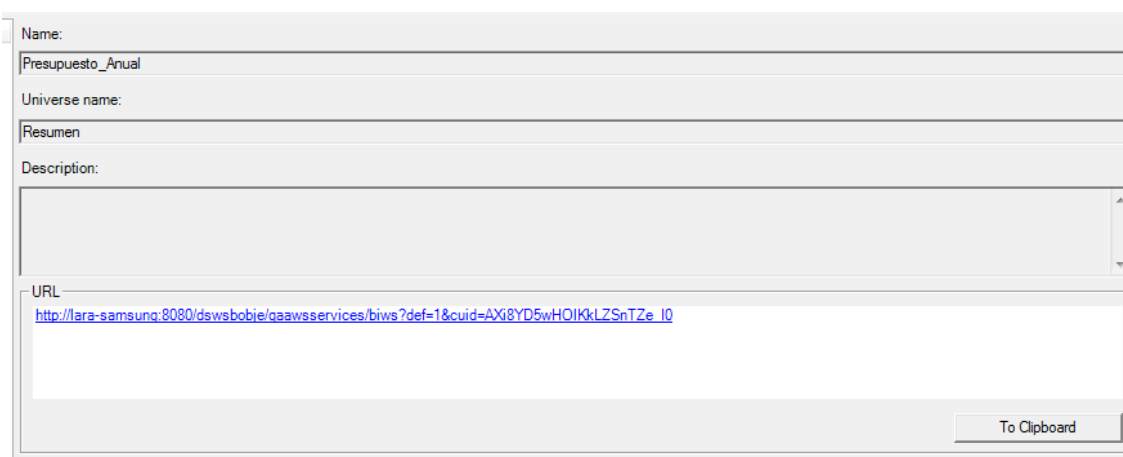 Name:
Presupuesto_Anual
Universe name:
Resumen
Description:
URL
http://lara-samsung:8080/dswsbobje/qaawsservices/biws?def=1&cuid=AXi8YD5wHOIKkLZSnTZe_I0
To Clipboard